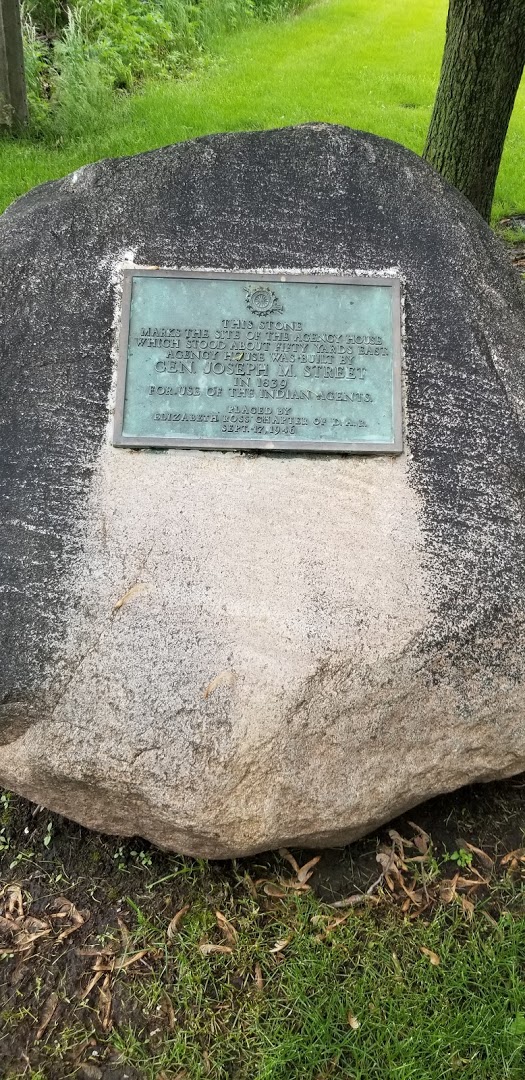 THIS STONE
MARKS THE SITE OF THE AGENCY HOUSE
WHICH STOOD ABOUT FIFTY YARDS EAST.
AGENCY HOUSE WAS BUILT BY
GEN. JOSEPH M. STREET
IN 1839
FOR USE OF THE INDIAN AGENTS.
PLACED BY
ELIZABETH ROSS CHAPTER OF D.A.R.
SEPT. 17, 1946